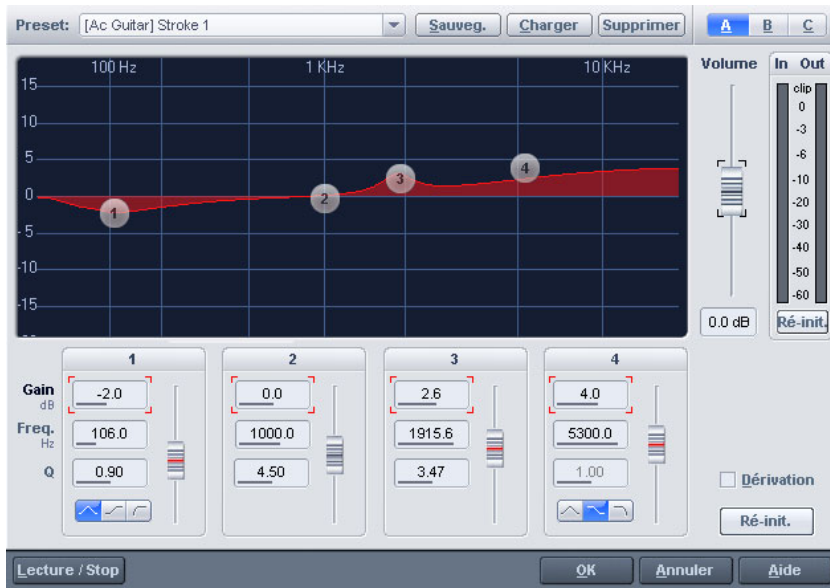 Preset: [Ac Guitar] Stroke 1 Sauveg. Charger Supprimer A B C
100 Hz 1 KHz 10 KHz Volume In Out
15
10
5
0
-5
-10
-15
1 2 3 4
clip
0
-3
-6
-10
-20
-30
-40
-50
-60
0.0 dB Ré-init.
1 2 3 4
Gain dB -2.0 0.0 2.6 4.0
Freq. Hz 106.0 1000.0 1915.6 5300.0
Q 0.90 4.50 3.47 1.00
Dérivation
Ré-init.
Lecture / Stop OK Annuler Aide